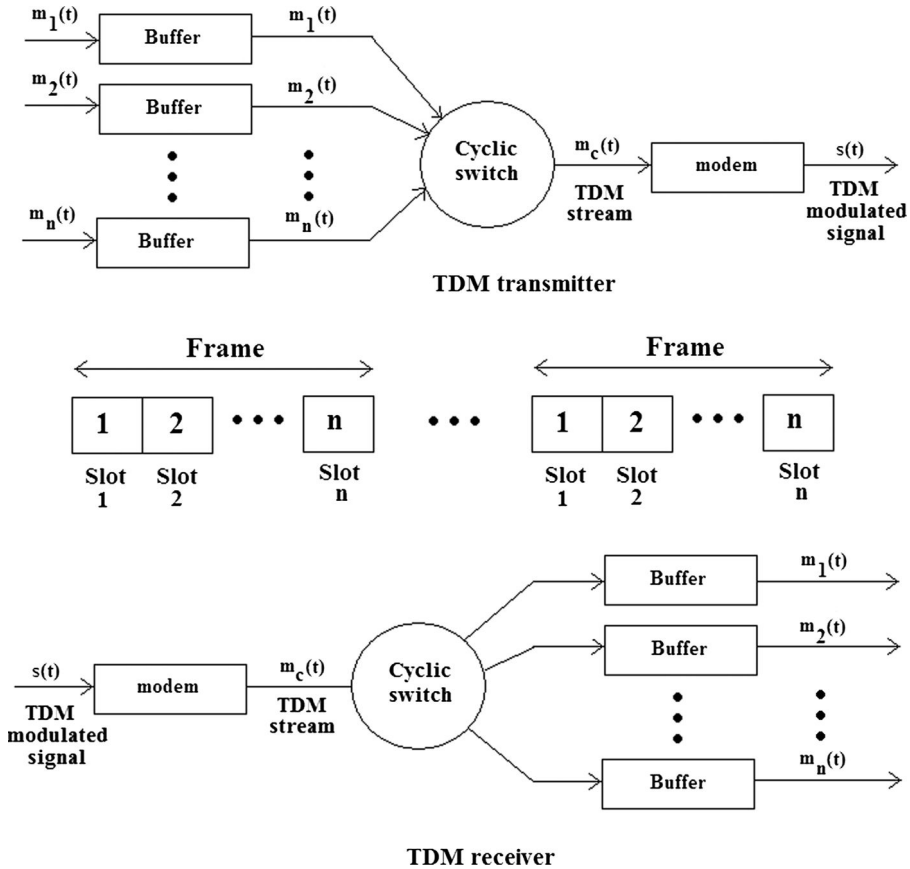 m1(t) Buffer m1(t)
m2(t) Buffer m2(t)
mn(t) Buffer mn(t)
Cyclic
switch
mc(t)
TDM
stream
modem
s(t)
TDM
modulated
signal
TDM transmitter
Frame Frame
1 2 n 1 2 n
Slot Slot Slot Slot Slot Slot
1 2 n 1 2 n
s(t)
TDM
modulated
signal
modem
mc(t)
TDM
stream
Cyclic
switch
Buffer m1(t)
Buffer m2(t)
Buffer mn(t)
TDM receiver